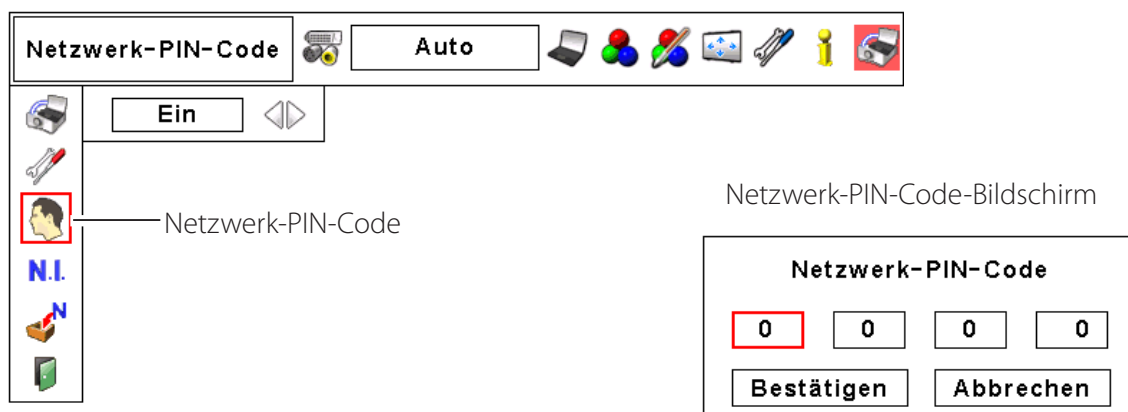 Netzwerk-PIN-Code Auto
Ein
Netzwerk-PIN-Code
N.I.
N
Netzwerk-PIN-Code-Bildschirm
Netzwerk-PIN-Code
0 0 0 0
Bestätigen Abbrechen